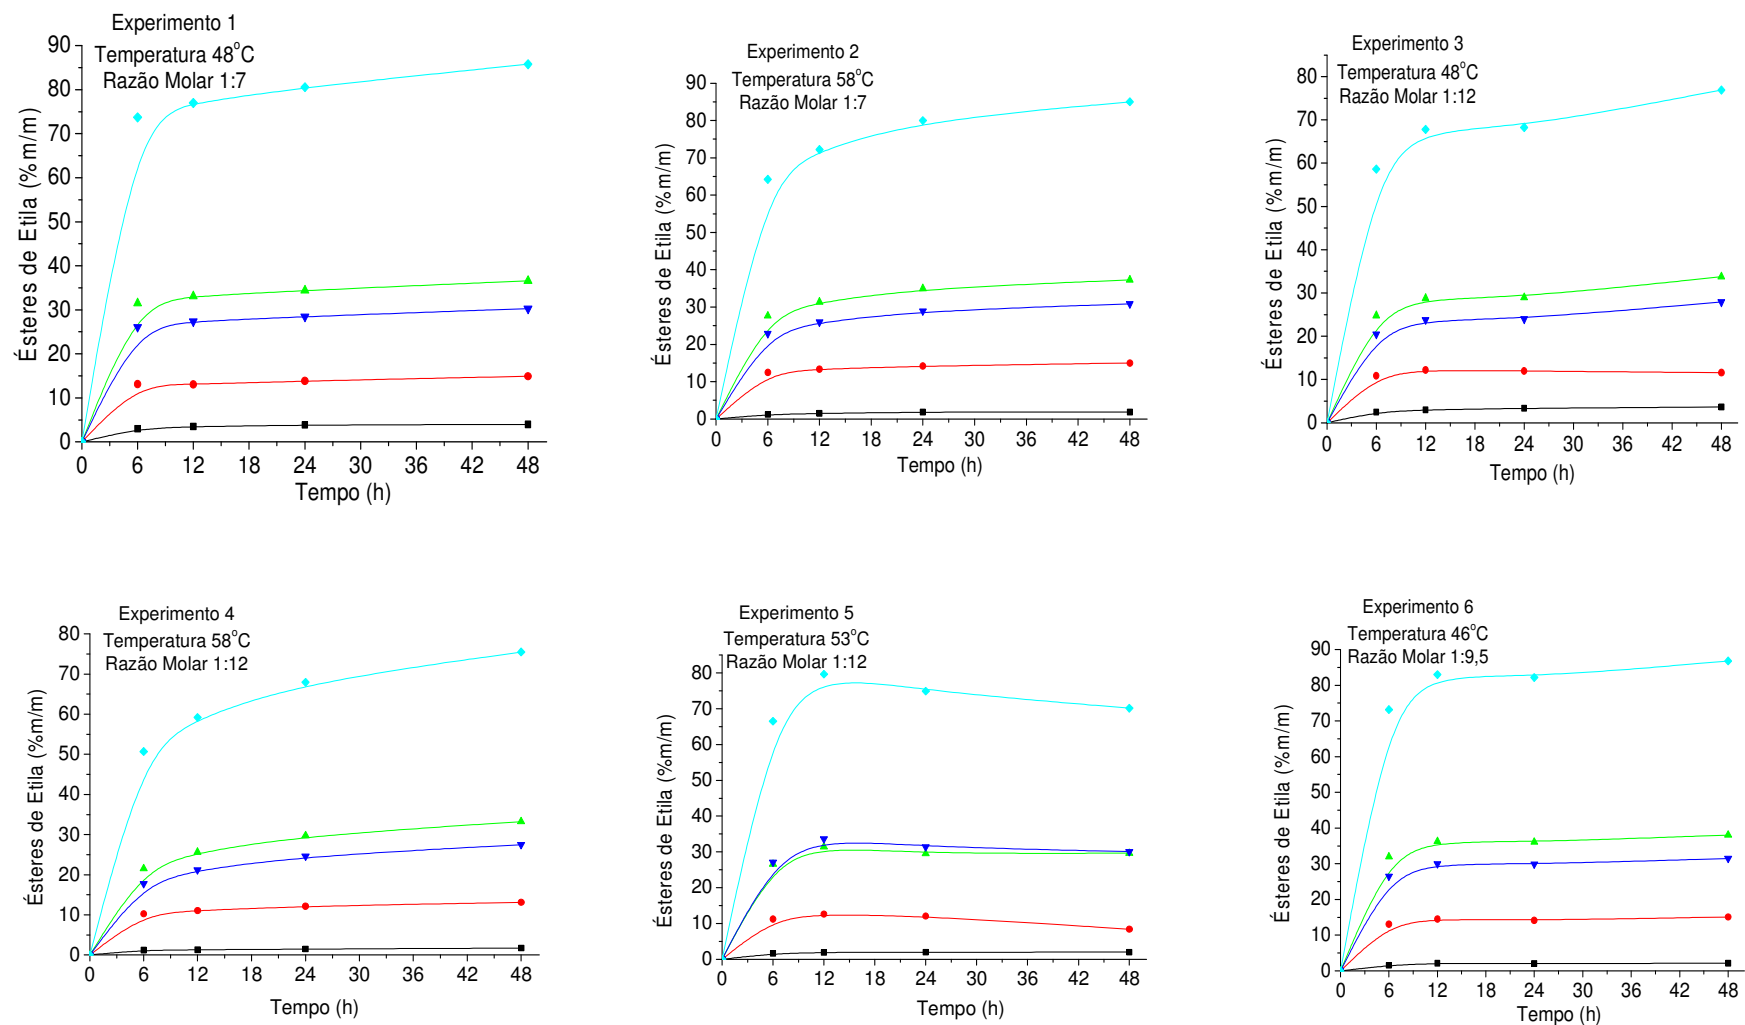 Experimento 1
Temperatura 48°C
Razão Molar 1:7
Ésteres de Etila (%m/m)
90
80
70
60
50
40
30
20
10
0
0 6 12 18 24 30 36 42 48
Tempo (h)
Experimento 2
Temperatura 58°C
Razão Molar 1:7
Ésteres de Etila (%m/m)
90
80
70
60
50
40
30
20
10
0
0 6 12 18 24 30 36 42 48
Tempo (h)
Experimento 3
Temperatura 48°C
Razão Molar 1:12
Ésteres de Etila (%m/m)
80
70
60
50
40
30
20
10
0
0 6 12 18 24 30 36 42 48
Tempo (h)
Experimento 4
Temperatura 58°C
Razão Molar 1:12
Ésteres de Etila (%m/m)
80
70
60
50
40
30
20
10
0
0 6 12 18 24 30 36 42 48
Tempo (h)
Experimento 5
Temperatura 53°C
Razão Molar 1:12
Ésteres de Etila (%m/m)
80
70
60
50
40
30
20
10
0
0 6 12 18 24 30 36 42 48
Tempo (h)
Experimento 6
Temperatura 46°C
Razão Molar 1:9,5
Ésteres de Etila (%m/m)
90
80
70
60
50
40
30
20
10
0
0 6 12 18 24 30 36 42 48
Tempo (h)